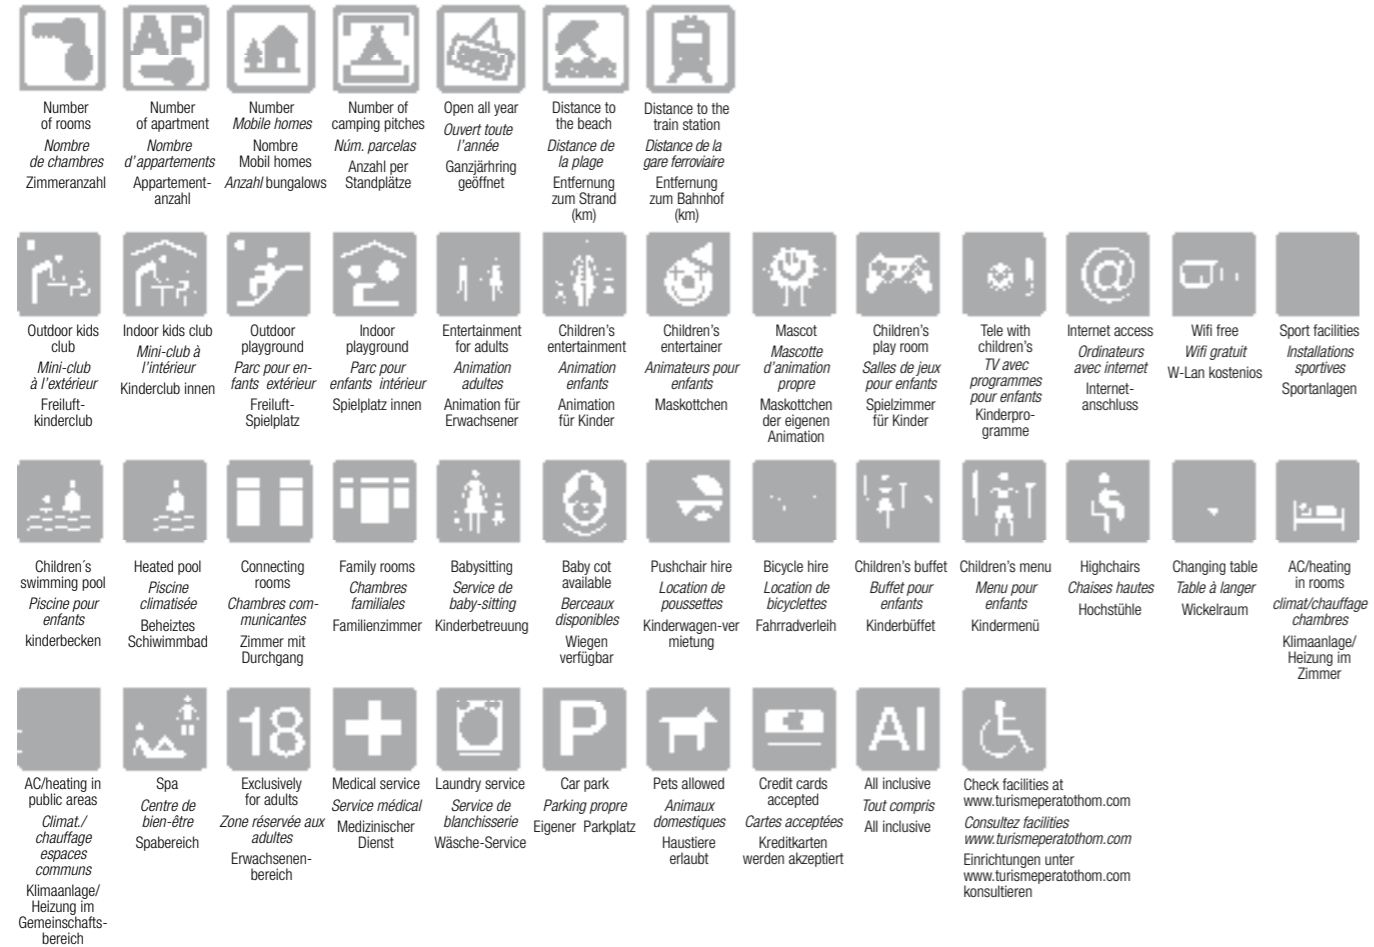 AP
Number
of rooms
Nombre
de chambres
Zimmeranzahl
Number
of apartment
Nombre
d'appartements
Appartement-
anzahl
Number
Mobile homes
Nombre
Mobil homes
Anzahl bungalows
Number of
camping pitches
Núm. parcelas
Anzahl per
Standplätze
Open all year
Ouvert toute
l'année
Ganzjährring
geöffnet
Distance to
the beach
Distance de
la plage
Entfernung
zum Strand
(km)
Distance to the
train station
Distance de la
gare ferroviaire
Entfernung
zum Bahnhof
(km)
@
Outdoor kids
club
Mini-club
à l'extérieur
Freiluft-
kinderclub
Indoor kids club
Mini-club à
l'intérieur
Kinderclub innen
Outdoor
playground
Parc pour en-
fants extérieur
Freiluft-
Spielplatz
Indoor
playground
Parc pour
enfants intérieur
Spielplatz innen
Entertainment
for adults
Animation
adultes
Animation für
Erwachsener
Children's
entertainment
Animation
enfants
Animation
für Kinder
Children's
entertainer
Animateurs pour
enfants
Maskottchen
Mascot
Mascotte
d'animation
propre
Maskottchen
der eigenen
Animation
Children's
play room
Salles de jeux
pour enfants
Spielzimmer
für Kinder
Tele with
children's
TV avec
programmes
pour enfants
Kinderpro-
gramme
Internet access
Ordinateurs
avec internet
Internet-
anschluss
Wifi free
Wifi gratuit
W-Lan kostenios
Sport facilities
Installations
sportives
Sportanlagen
Children´s
swimming pool
Piscine pour
enfants
kinderbecken
Heated pool
Piscine
climatisée
Beheiztes
Schiwimmbad
Connecting
rooms
Chambres com-
municantes
Zimmer mit
Durchgang
Family rooms
Chambres
familiales
Familienzimmer
Babysitting
Service de
baby-sitting
Kinderbetreuung
Baby cot
available
Berceaux
disponibles
Wiegen
verfügbar
Pushchair hire
Location de
poussettes
Kinderwagen-ver
mietung
Bicycle hire
Location de
bicyclettes
Fahrradverleih
Children's buffet
Buffet pour
enfants
Kinderbüffet
Children's menu
Menu pour
enfants
Kindermenü
Highchairs
Chaises hautes
Hochstühle
Changing table
Table à langer
Wickelraum
AC/heating
in rooms
climat/chauffage
chambres
Klimaanlage/
Heizung im
Zimmer
18
P
AI
AC/heating in
public areas
Climat./
chauffage
espaces
communs
Klimaanlage/
Heizung im
Gemeinschafts-
bereich
Spa
Centre de
bien-être
Spabereich
Exclusively
for adults
Zone réservée aux
adultes
Erwachsenen-
bereich
Medical service
Service médical
Medizinischer
Dienst
Laundry service
Service de
blanchisserie
Wäsche-Service
Car park
Parking propre
Eigener Parkplatz
Pets allowed
Animaux
domestiques
Haustiere
erlaubt
Credit cards
accepted
Cartes acceptées
Kreditkarten
werden akzeptiert
All inclusive
Tout compris
All inclusive
Check facilities at
www.turismeperatothom.com
Consultez facilities
www.turismeperatothom.com
Einrichtungen unter
www.turismeperatothom.com
konsultieren